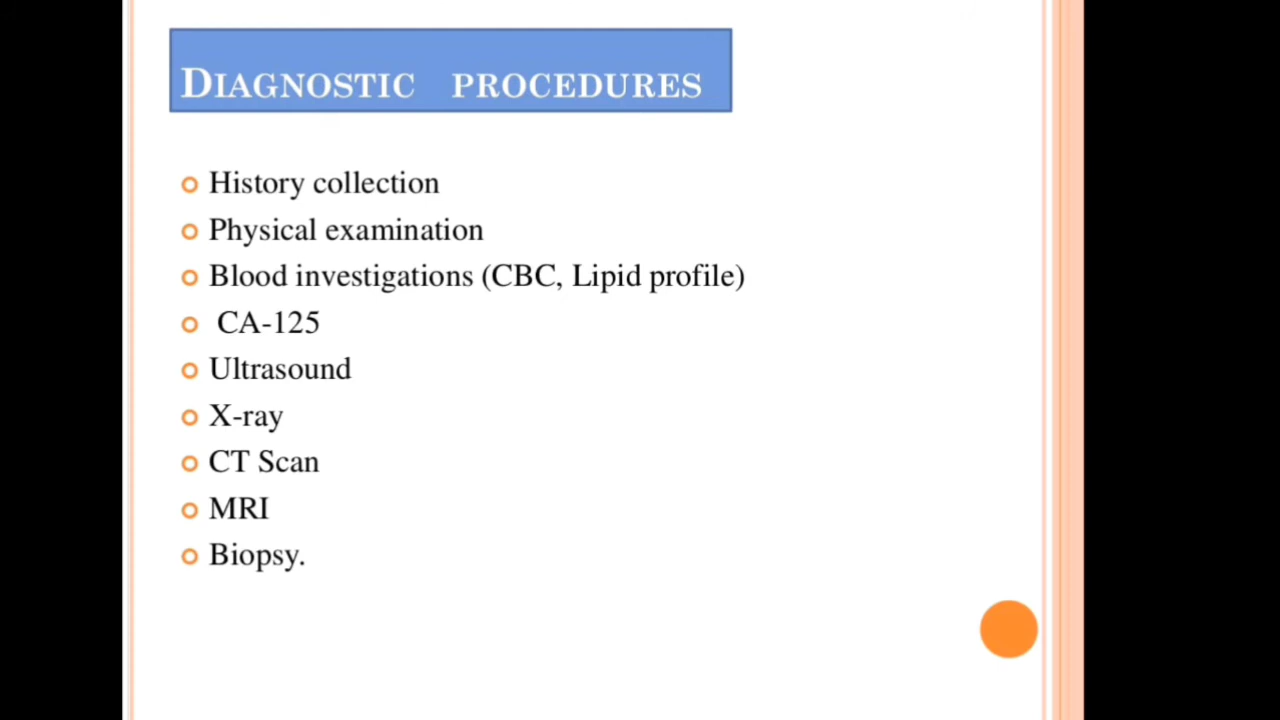 DIAGNOSTIC PROCEDURES
History collection
Physical examination
Blood investigations (CBC, Lipid profile)
CA-125
Ultrasound
X-ray
CT Scan
MRI
Biopsy.